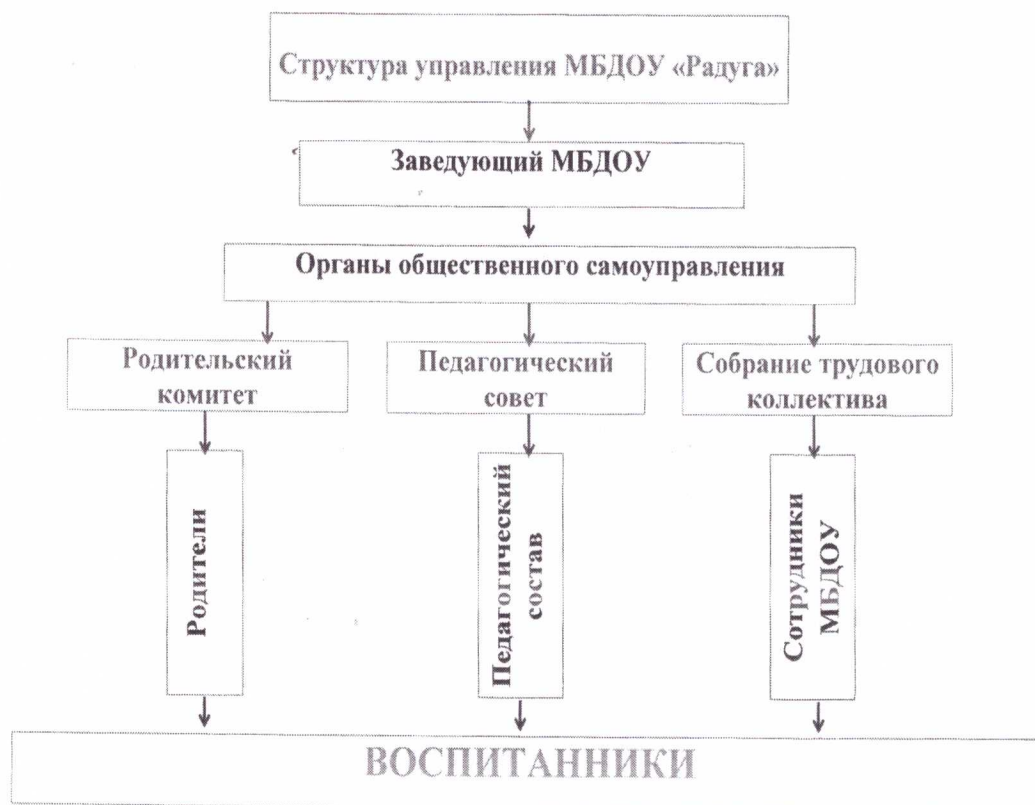 Структура управления МБДОУ «Радуга»
Заведующий МБДОУ
Органы общественного самоуправления
Родительский
комитет
Педагогический
совет
Собрание трудового
коллектива
Родители
Педагогический
состав
Сотрудники
МБДОУ
ВОСПИТАННИКИ